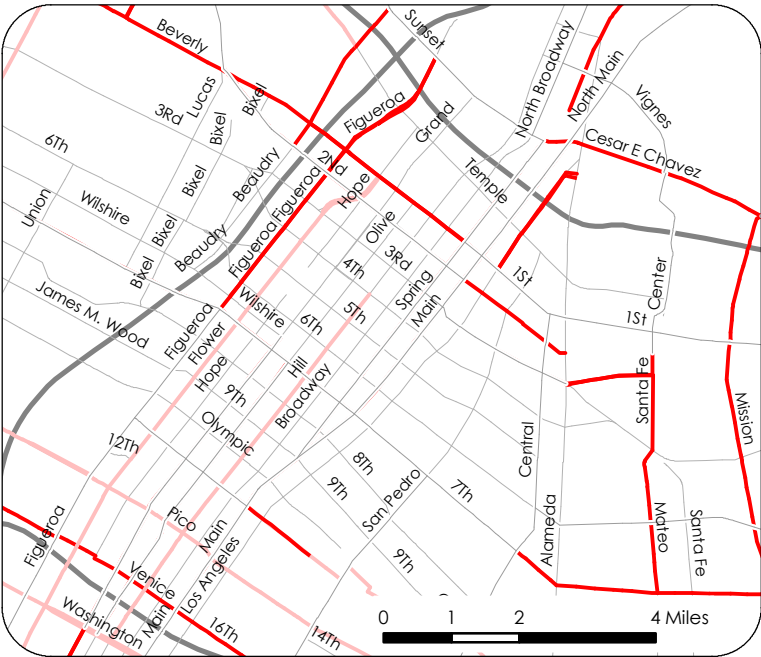 Beverly
Sunset
North Broadway
North Main
Lucas
Bixel
Vignes
3Rd
Bixel
Figueroa
Grand
Cesar E Chavez
6Th
2Nd
Beaudry
Temple
Bixel
Figueroa
Hope
Union
Wilshire
Olive
Bixel
Beaudry
Figueroa
3Rd
Bixel
4Th
1St
Center
Spring
James M. Wood
Wilshire
5Th
Main
1St
Figueroa
Flower
6Th
Hope
Hill
Santa Fe
9Th
Broadway
Mission
Olympic
12Th
8Th
Central
9Th
San Pedro
7Th
Pico
Main
Figueroa
Los Angeles
Alameda
Mateo
Santa Fe
9Th
Venice
Washington
Main
16Th
14Th
0 1 2 4 Miles